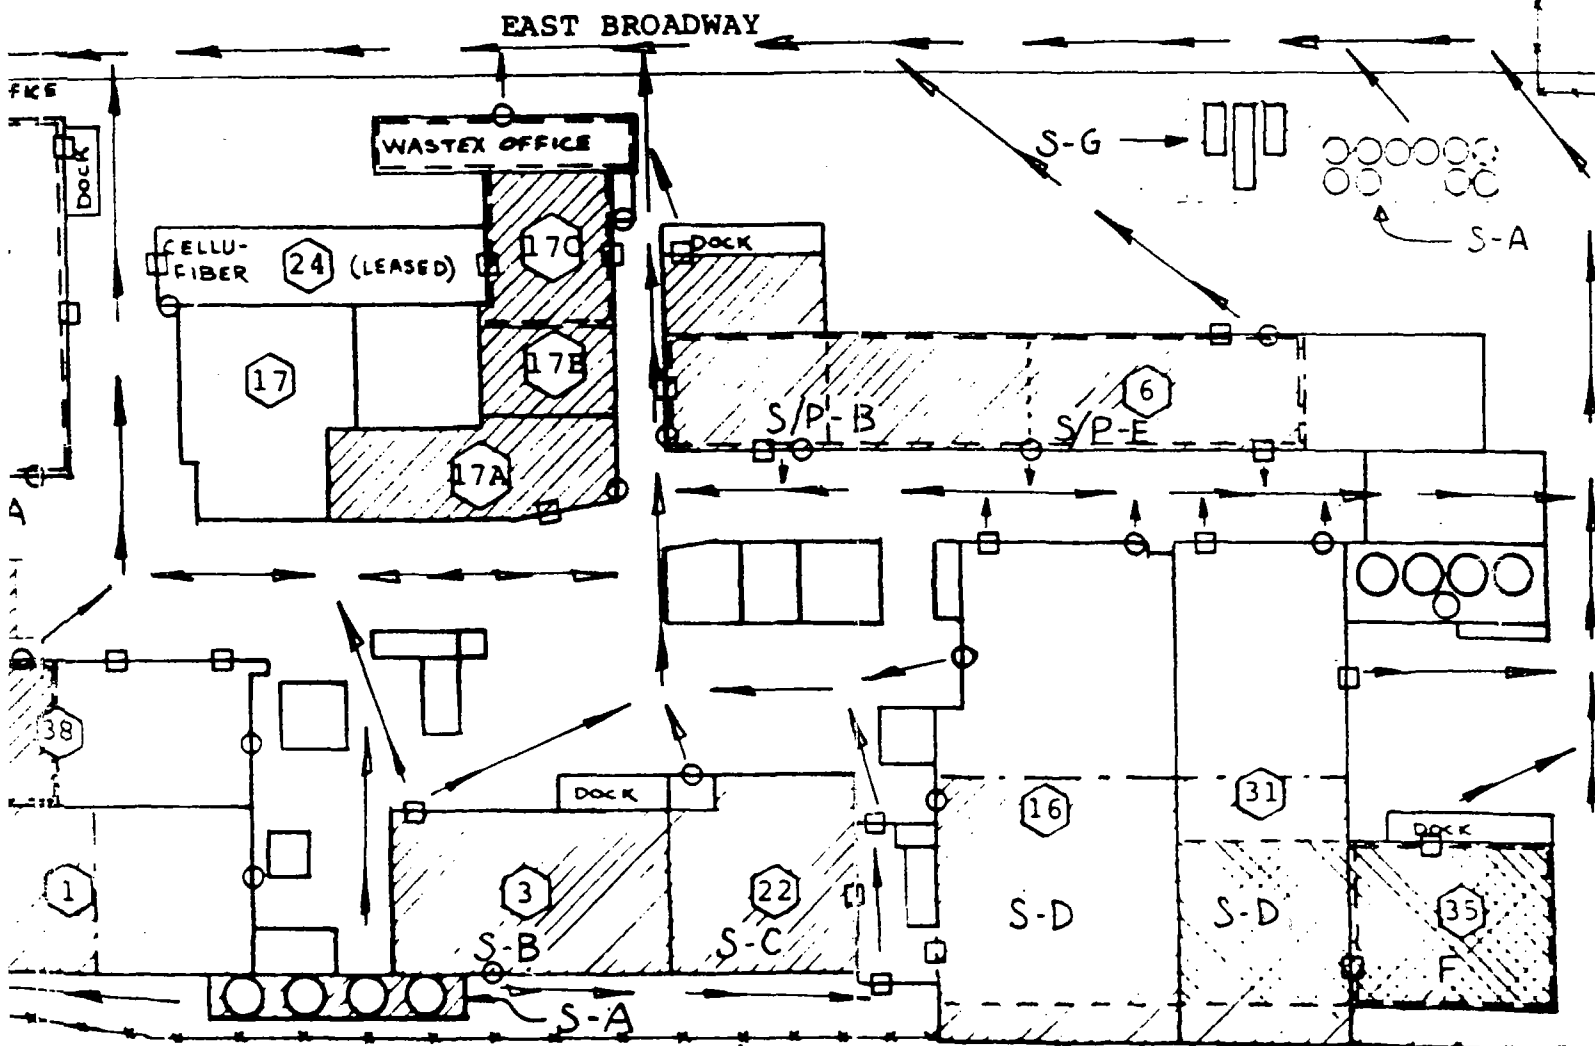 EAST BROADWAY
FICE
DOCK
WASTEX OFFICE
S-G
S-A
CELLU-
FIBER
24
(LEASED)
17C
DOCK
17
17B
6
S/P-B
S/P-E
17A
A
38
DOCK
16
31
DOCK
1
3
22
S-D
S-D
35
S-B
S-C
F
S-A